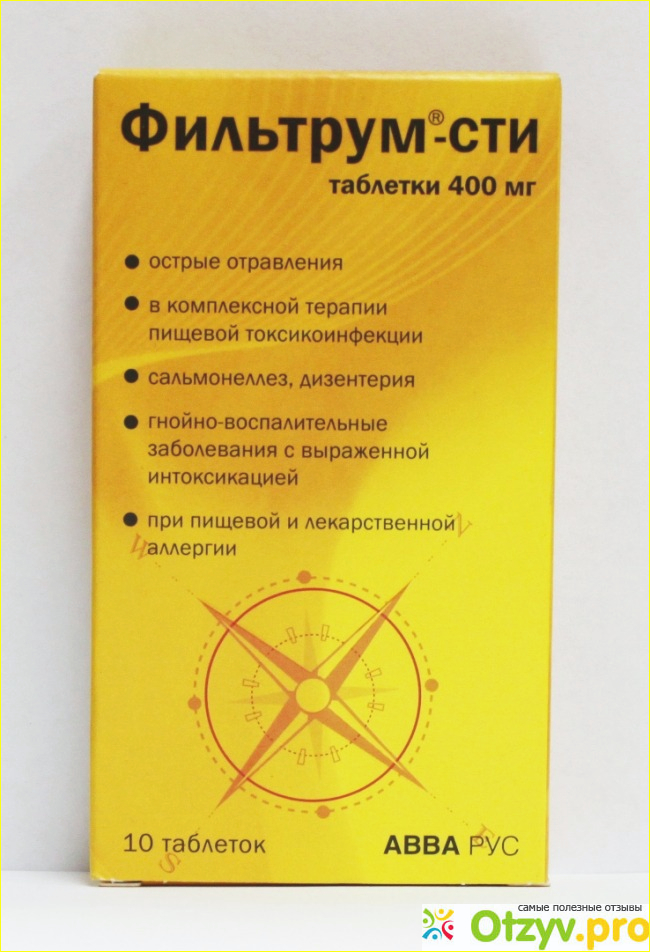 Фильтрум®-сти
таблетки 400 мг
● острые отравления
● в комплексной терапии
пищевой токсикоинфекции
● сальмонеллез, дизентерия
● гнойно-воспалительные
заболевания с выраженной
интоксикацией
● при пищевой и лекарственной
аллергии
N
W
E
S
10 таблеток
АВВА РУС
самые полезные отзывы
Otzyv.pro